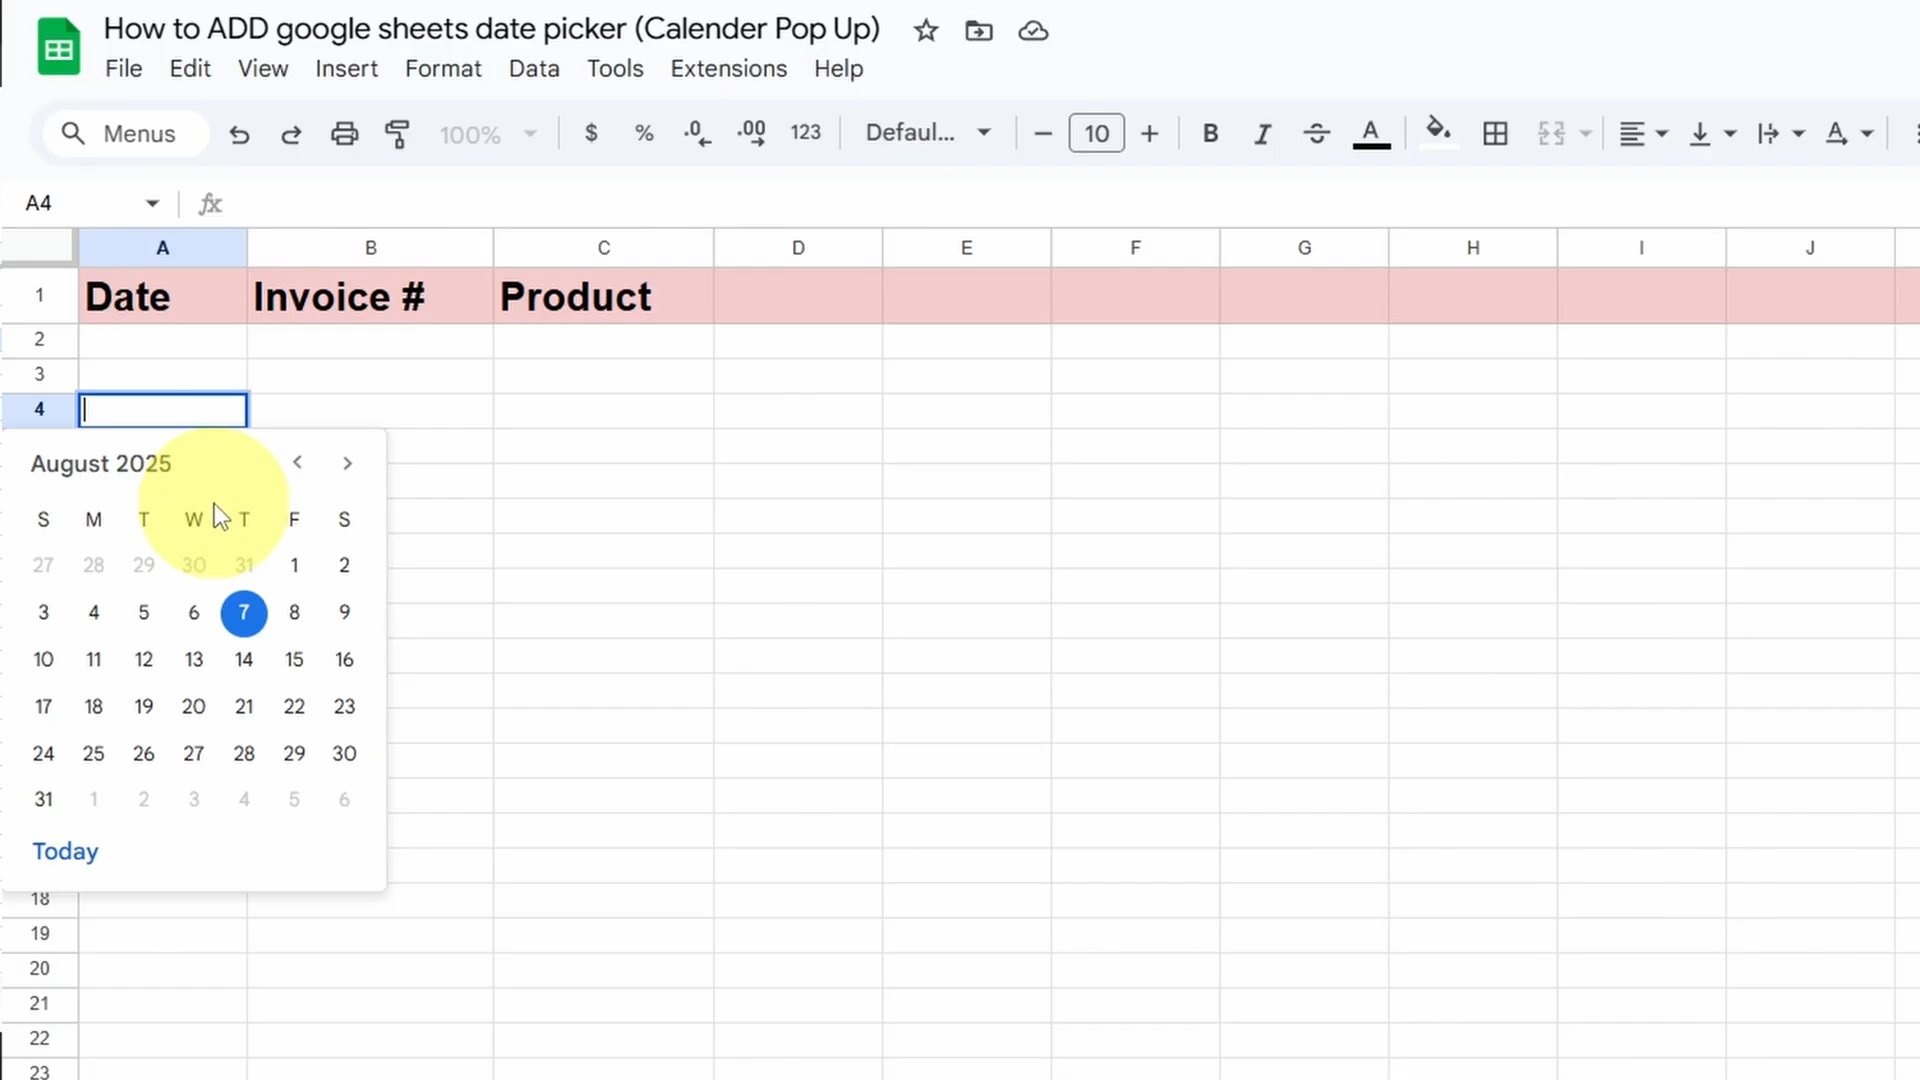 How to ADD google sheets date picker (Calender Pop Up)
File Edit View Insert Format Data Tools Extensions Help
Menus 100% $ % .0 .00 123 Defaul... 10 B I A A
A4 fx
A B C D E F G H I J
1 Date Invoice # Product
2
3
4
August 2025
S M T W T F S
27 28 29 30 31 1 2
3 4 5 6 7 8 9
10 11 12 13 14 15 16
17 18 19 20 21 22 23
24 25 26 27 28 29 30
31 1 2 3 4 5 6
Today
18
19
20
21
22
23